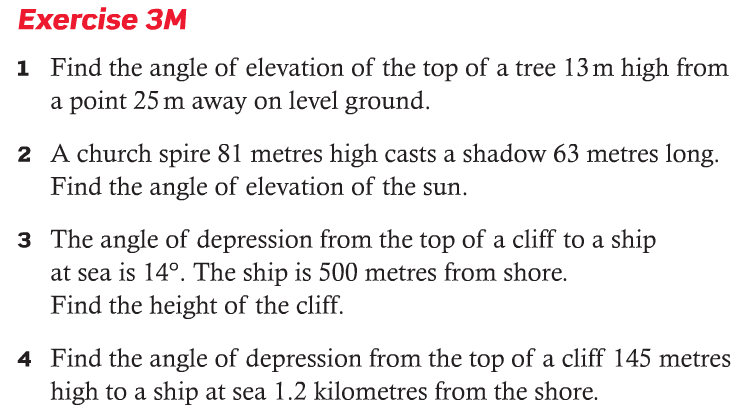 Exercise 3M
1 Find the angle of elevation of the top of a tree 13 m high from
a point 25 m away on level ground.
2 A church spire 81 metres high casts a shadow 63 metres long.
Find the angle of elevation of the sun.
3 The angle of depression from the top of a cliff to a ship
at sea is 14°. The ship is 500 metres from shore.
Find the height of the cliff.
4 Find the angle of depression from the top of a cliff 145 metres
high to a ship at sea 1.2 kilometres from the shore.